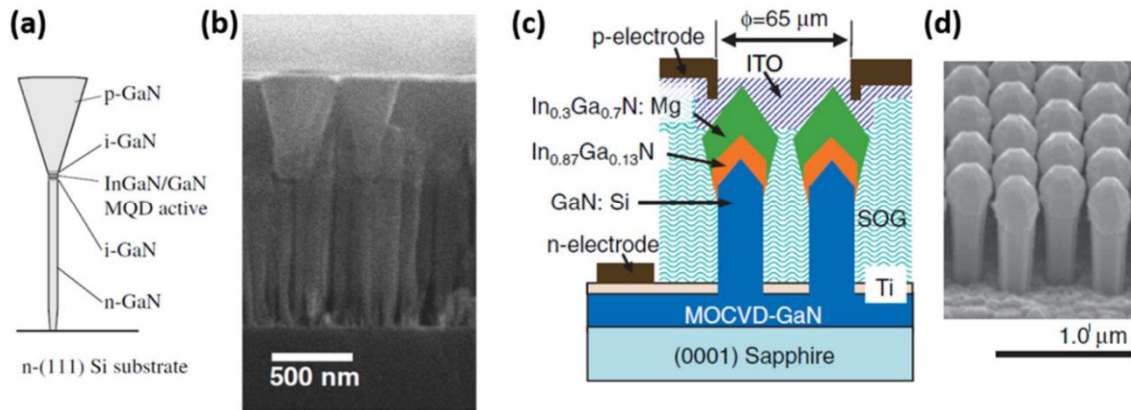 (a)
p-GaN
i-GaN
InGaN/GaN
MQD active
i-GaN
n-GaN
n-(111) Si substrate
(b)
500 nm
(c)
ϕ=65 μm
p-electrode
ITO
In0.3Ga0.7N: Mg
In0.87Ga0.13N
GaN: Si
SOG
n-electrode
Ti
MOCVD-GaN
(0001) Sapphire
(d)
1.0 μm